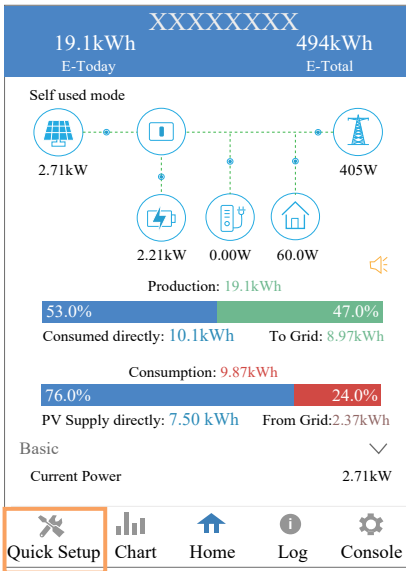 XXXXXXXX
19.1kWh 494kWh
E-Today E-Total
Self used mode
2.71kW 405W
2.21kW 0.00W 60.0W
Production: 19.1kWh
53.0% 47.0%
Consumed directly: 10.1kWh To Grid: 8.97kWh
Consumption: 9.87kWh
76.0% 24.0%
PV Supply directly: 7.50 kWh From Grid:2.37kWh
Basic
Current Power 2.71kW
Quick Setup Chart Home Log Console